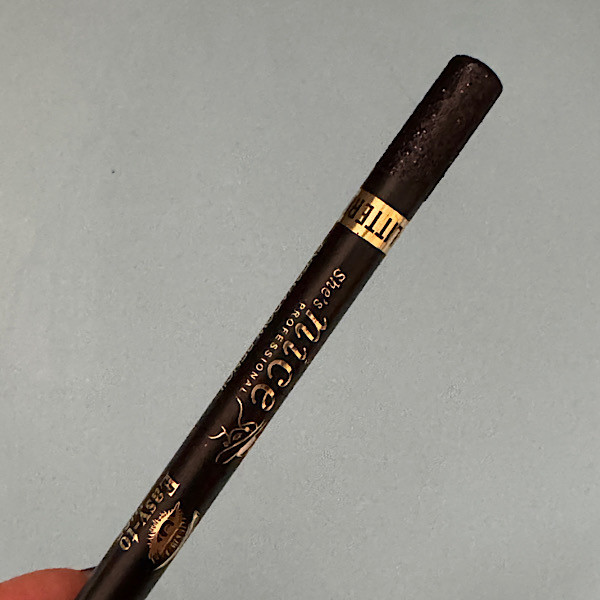 LITTER
She's
nice
PROFESSIONAL
Easy-to